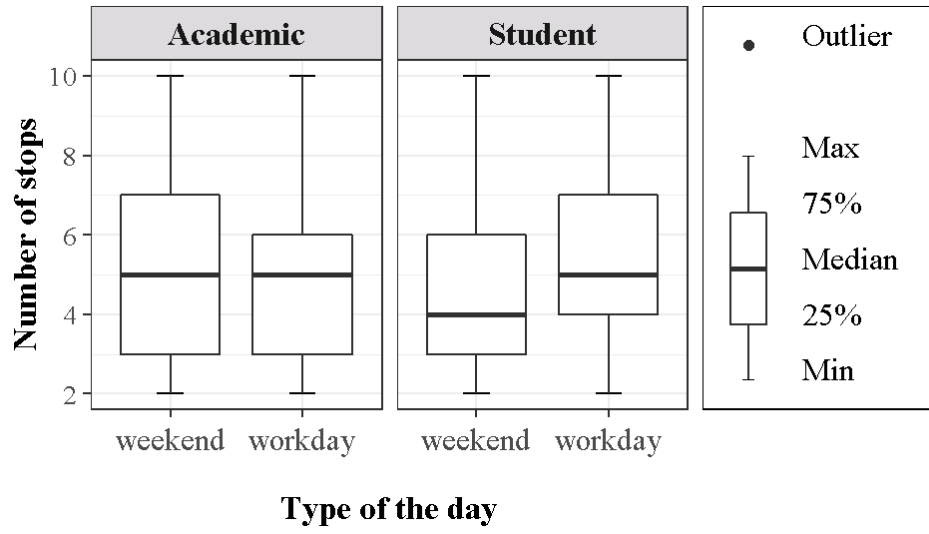 Academic
Student
Number of stops
10
8
6
4
2
weekend
workday
weekend
workday
Type of the day
Outlier
Max
75%
Median
25%
Min